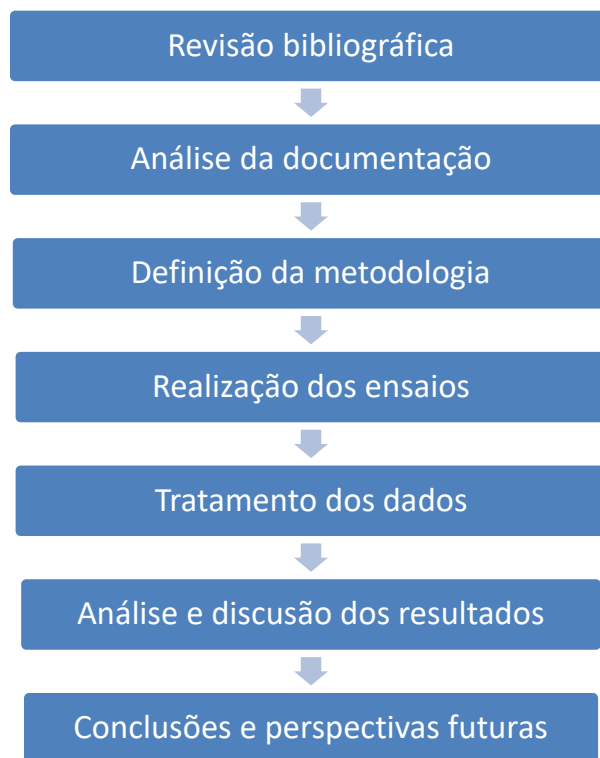 Revisão bibliográfica
Análise da documentação
Definição da metodologia
Realização dos ensaios
Tratamento dos dados
Análise e discusão dos resultados
Conclusões e perspectivas futuras